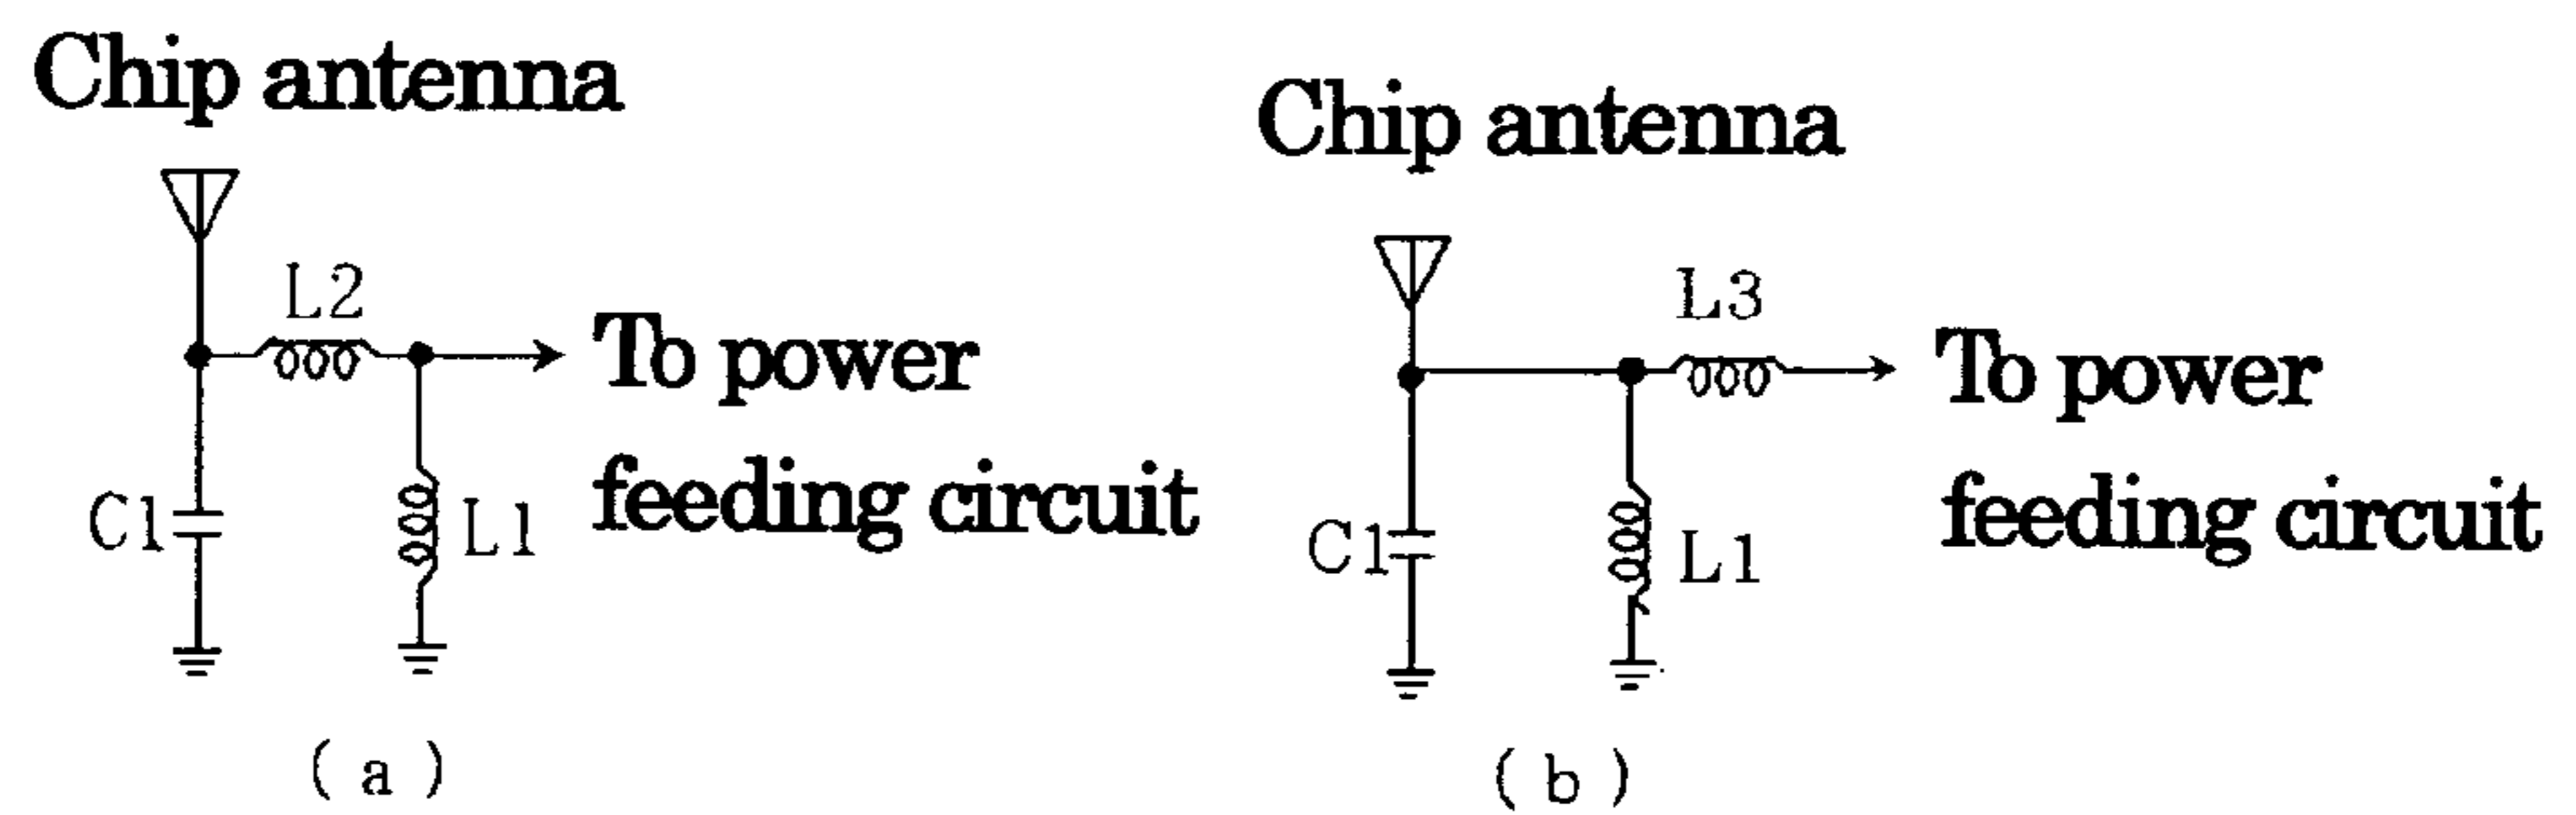 Chip antenna
L2
To power
feeding circuit
C1
L1
(a)
Chip antenna
L3
To power
feeding circuit
C1
L1
(b)